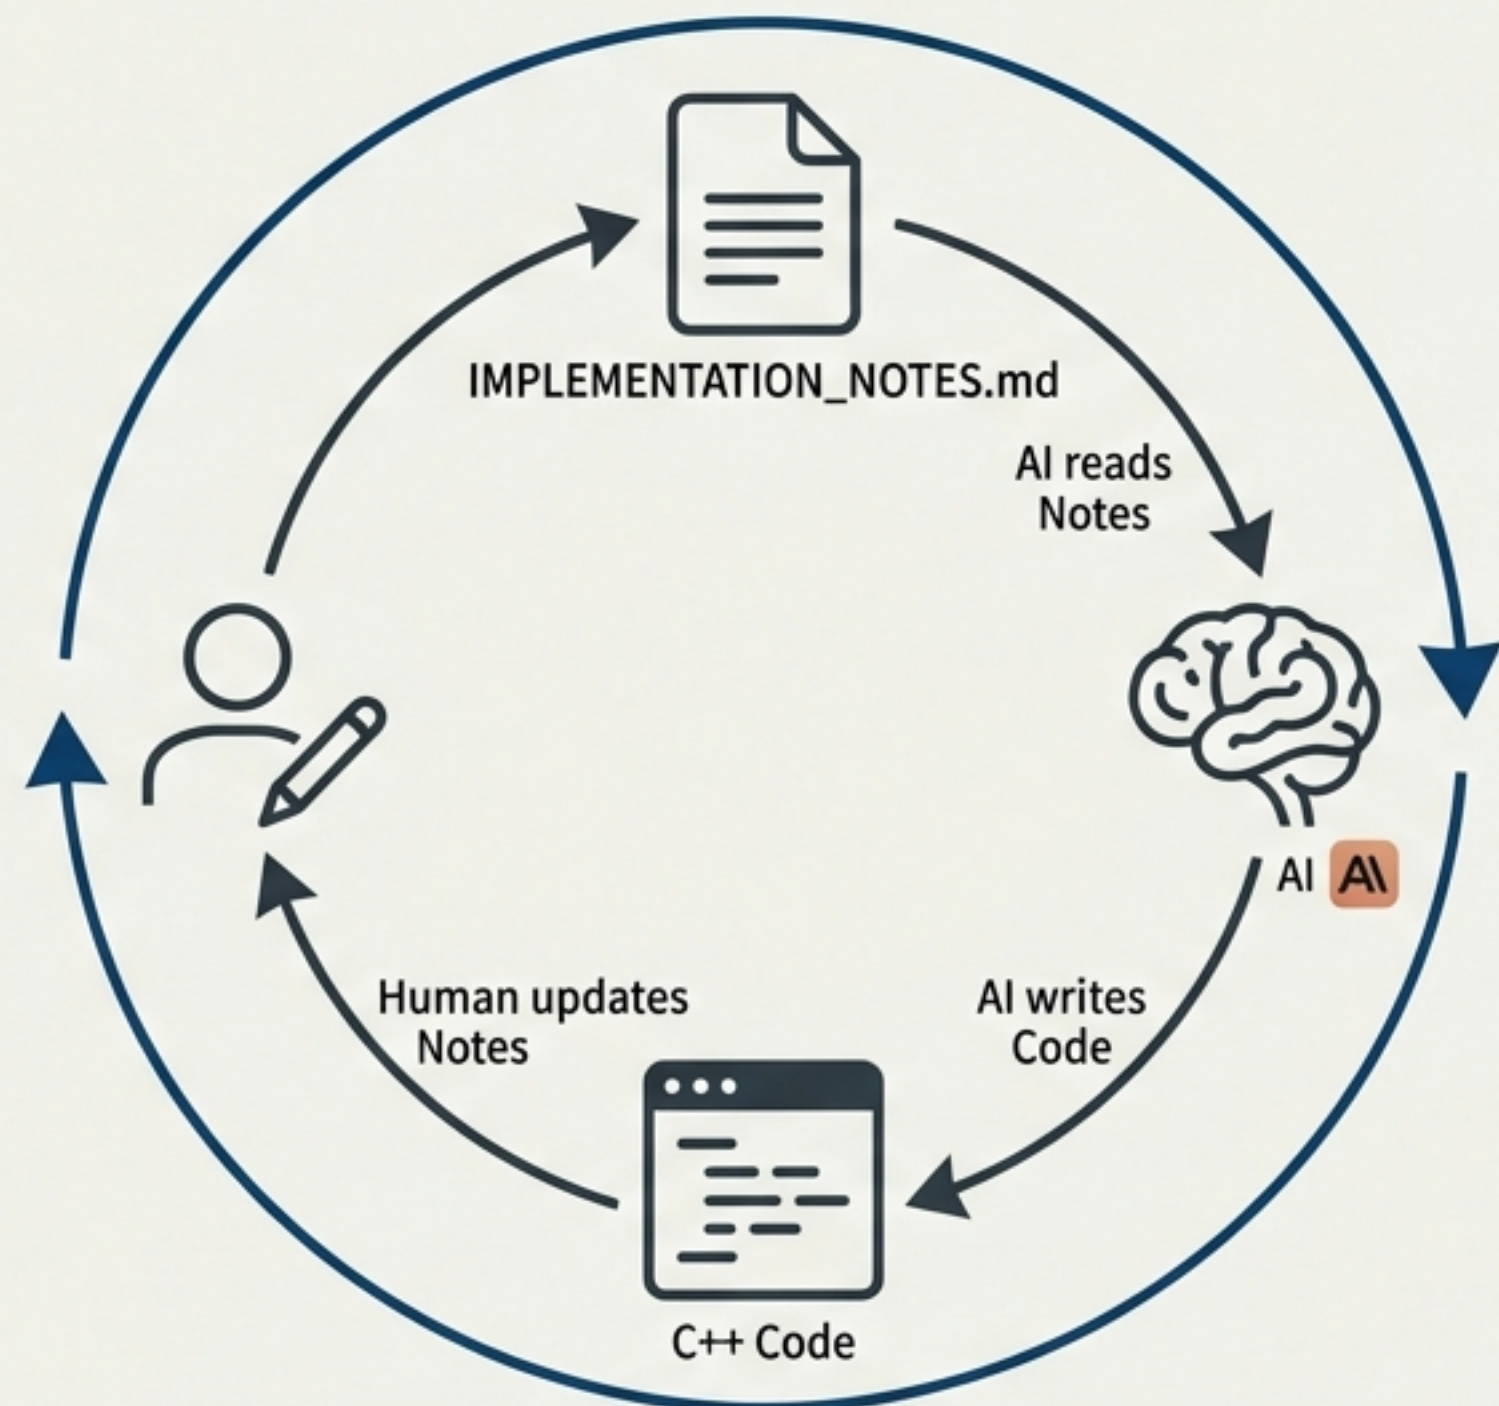 IMPLEMENTATION_NOTES.md
AI reads
Notes
AI
A\
Human updates
Notes
AI writes
Code
C++ Code